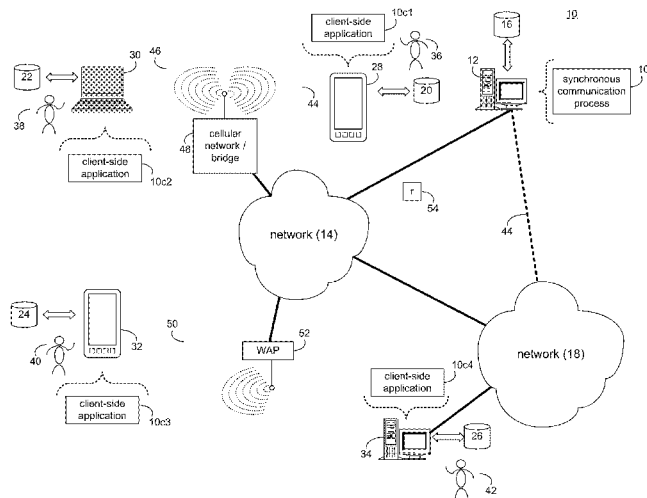 10
client-side
application
10c1
36
16
12
22
30
46
28
44
20
synchronous
communication
process
10
38
cellular
network /
bridge
48
client-side
application
10c2
r
54
44
network (14)
24
32
50
52
WAP
40
network (18)
client-side
application
10c4
client-side
application
10c3
34
26
42